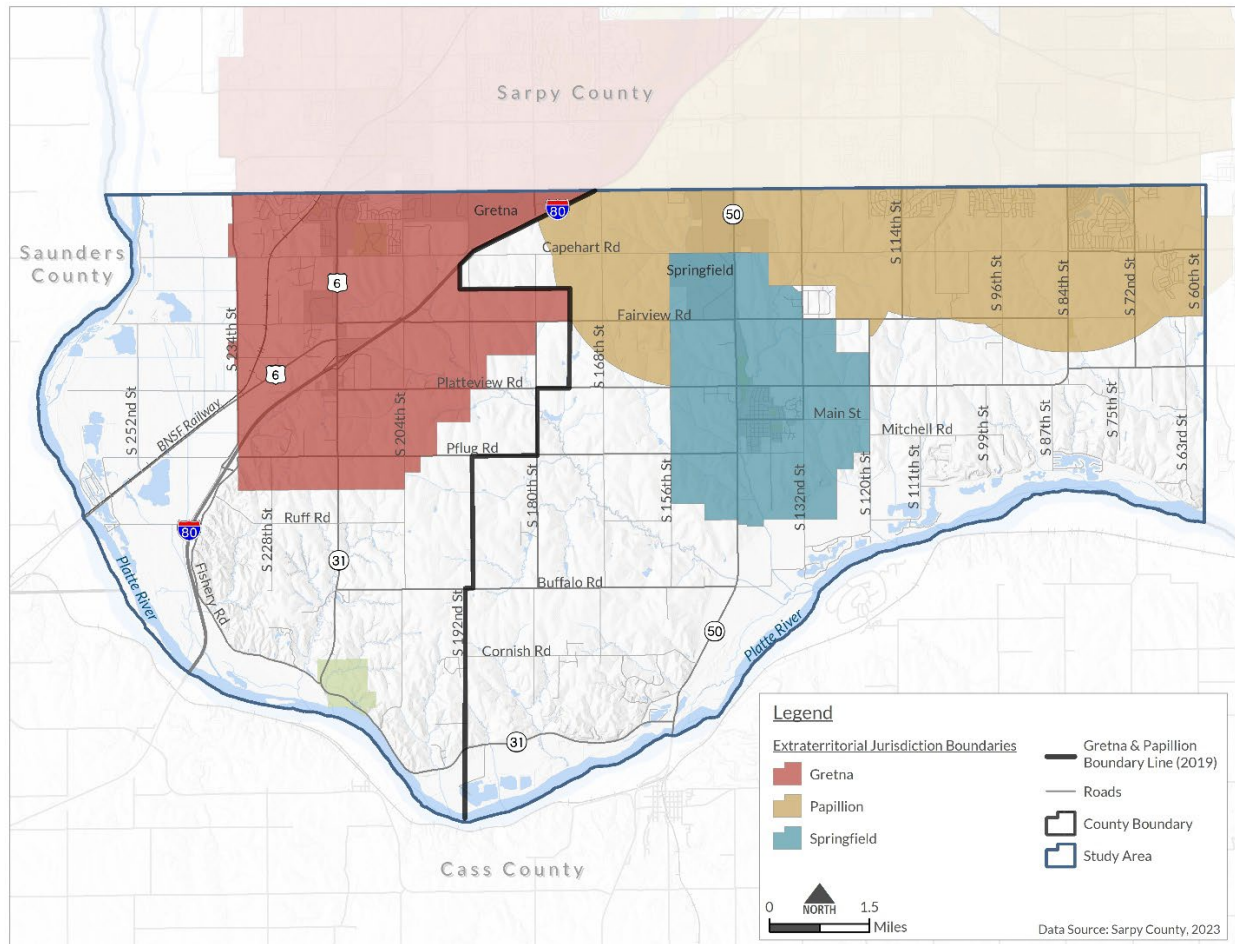 Sarpy County
Saunders
County
Gretna
80
50
Capehart Rd
S 114th St
Springfield
6
S 96th St
S 84th St
S 72nd St
S 60th St
Fairview Rd
S 234th St
S 168th St
6
Platteview Rd
S 252nd St
BNSF Railway
S 204th St
Main St
Mitchell Rd
S 99th St
S 87th St
S 75th St
S 63rd St
Pflug Rd
S 180th St
S 156th St
S 132nd St
S 120th St
S 111th St
Ruff Rd
80
S 228th St
31
Buffalo Rd
Platte River
Fishery Rd
S 192nd St
50
Platte River
Cornish Rd
31
Cass County
Legend
Extraterritorial Jurisdiction Boundaries
Gretna
Papillion
Springfield
Gretna & Papillion
Boundary Line (2019)
Roads
County Boundary
Study Area
0
NORTH
1.5
Miles
Data Source: Sarpy County, 2023